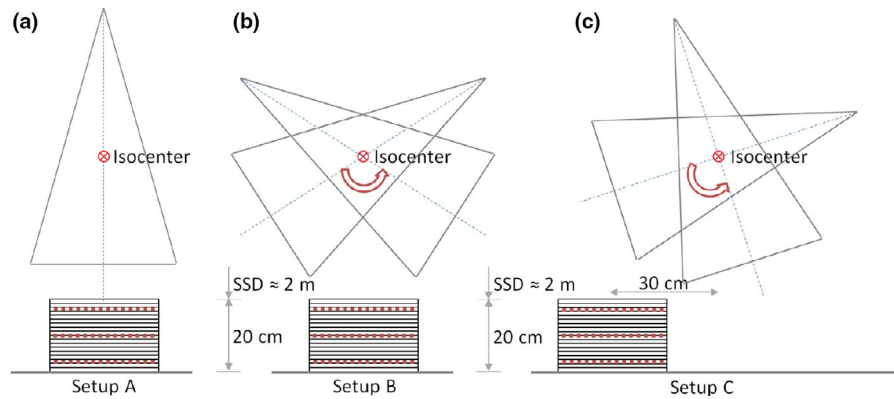 (a)
Isocenter
Setup A
(b)
Isocenter
SSD ≈ 2 m
20 cm
Setup B
(c)
Isocenter
SSD ≈ 2 m
30 cm
20 cm
Setup C